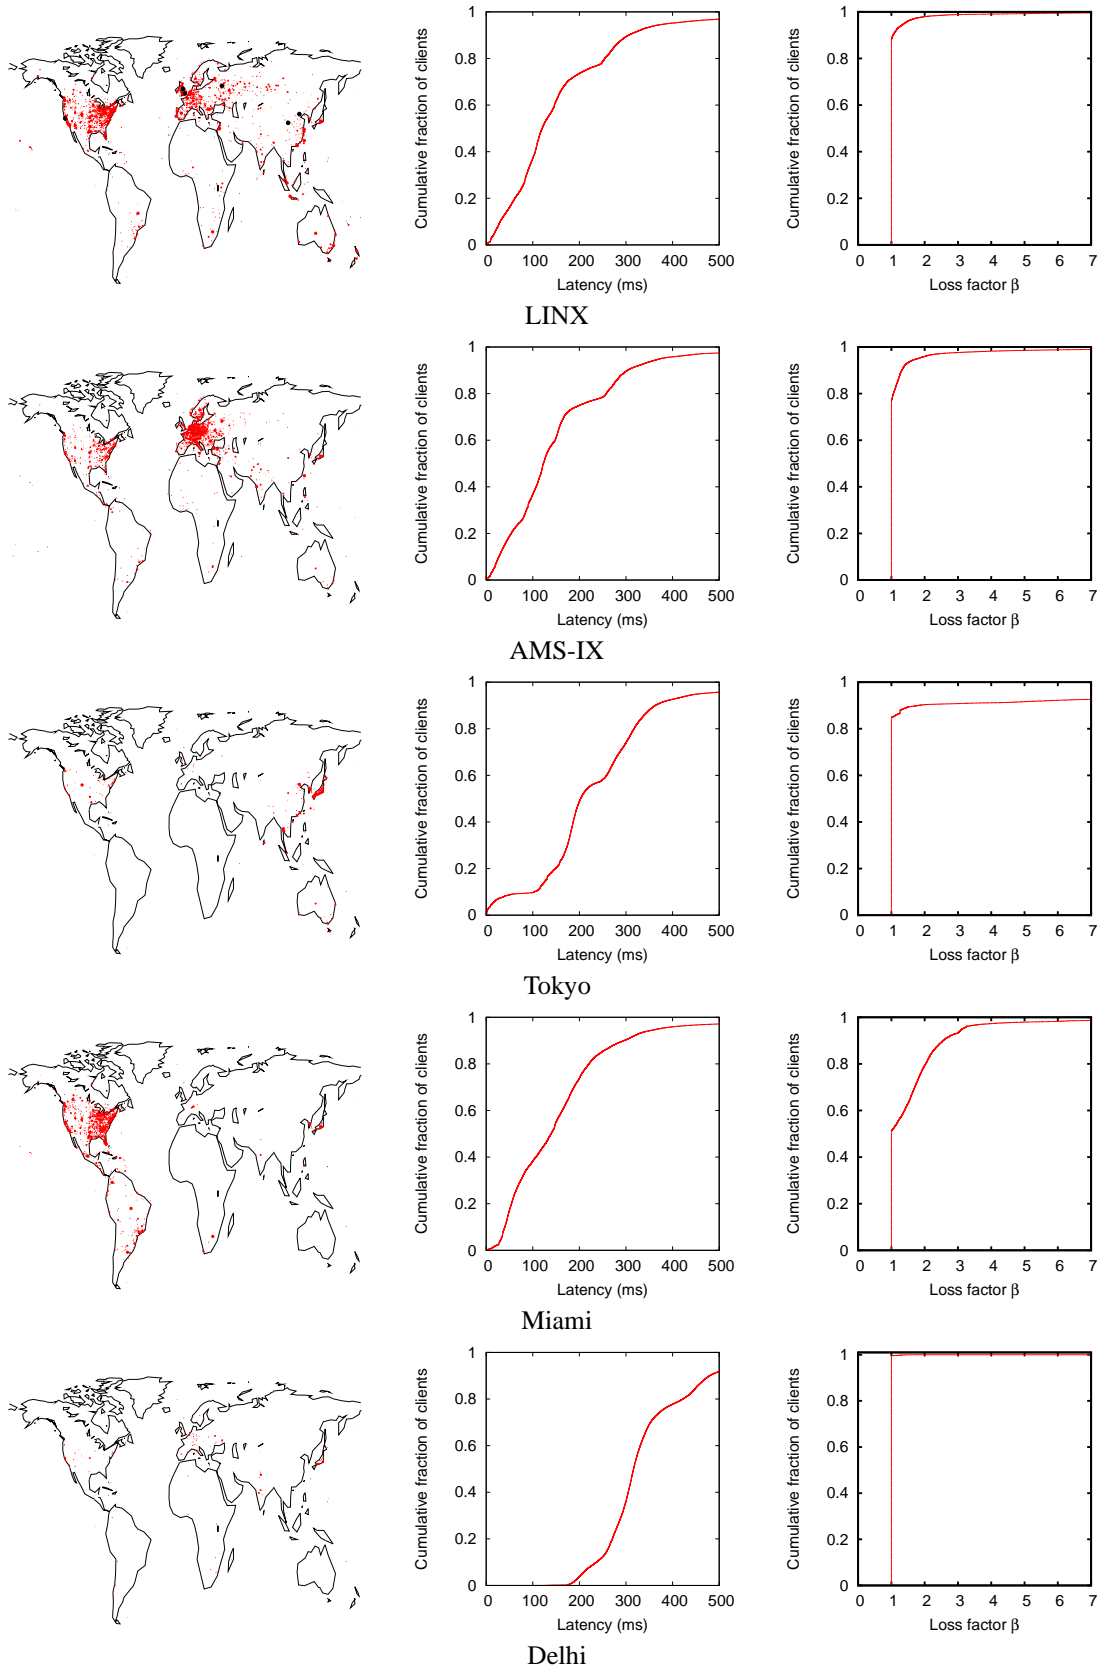 Cumulative fraction of clients
1
0.8
0.6
0.4
0.2
0
0 100 200 300 400 500
Latency (ms)
Cumulative fraction of clients
1
0.8
0.6
0.4
0.2
0
0 1 2 3 4 5 6 7
Loss factor β
LINX
Cumulative fraction of clients
1
0.8
0.6
0.4
0.2
0
0 100 200 300 400 500
Latency (ms)
Cumulative fraction of clients
1
0.8
0.6
0.4
0.2
0
0 1 2 3 4 5 6 7
Loss factor β
AMS-IX
Cumulative fraction of clients
1
0.8
0.6
0.4
0.2
0
0 100 200 300 400 500
Latency (ms)
Cumulative fraction of clients
1
0.8
0.6
0.4
0.2
0
0 1 2 3 4 5 6 7
Loss factor β
Tokyo
Cumulative fraction of clients
1
0.8
0.6
0.4
0.2
0
0 100 200 300 400 500
Latency (ms)
Cumulative fraction of clients
1
0.8
0.6
0.4
0.2
0
0 1 2 3 4 5 6 7
Loss factor β
Miami
Cumulative fraction of clients
1
0.8
0.6
0.4
0.2
0
0 100 200 300 400 500
Latency (ms)
Cumulative fraction of clients
1
0.8
0.6
0.4
0.2
0
0 1 2 3 4 5 6 7
Loss factor β
Delhi